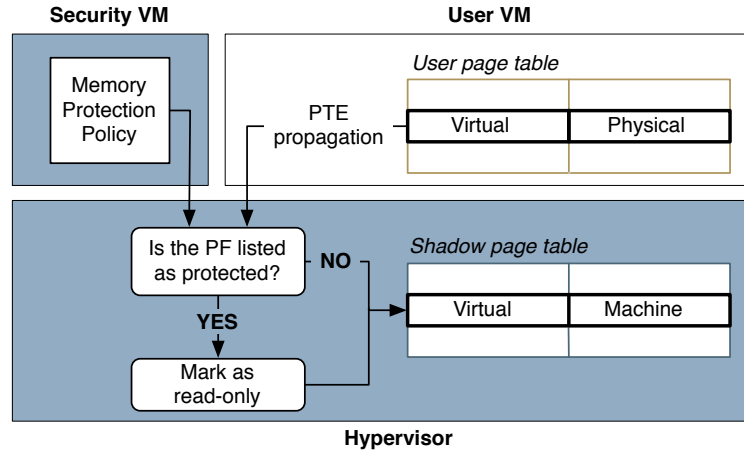 Security VM
User VM
Memory
Protection
Policy
User page table
PTE
propagation
Virtual
Physical
Is the PF listed
as protected?
NO
Shadow page table
Virtual
Machine
YES
Mark as
read-only
Hypervisor